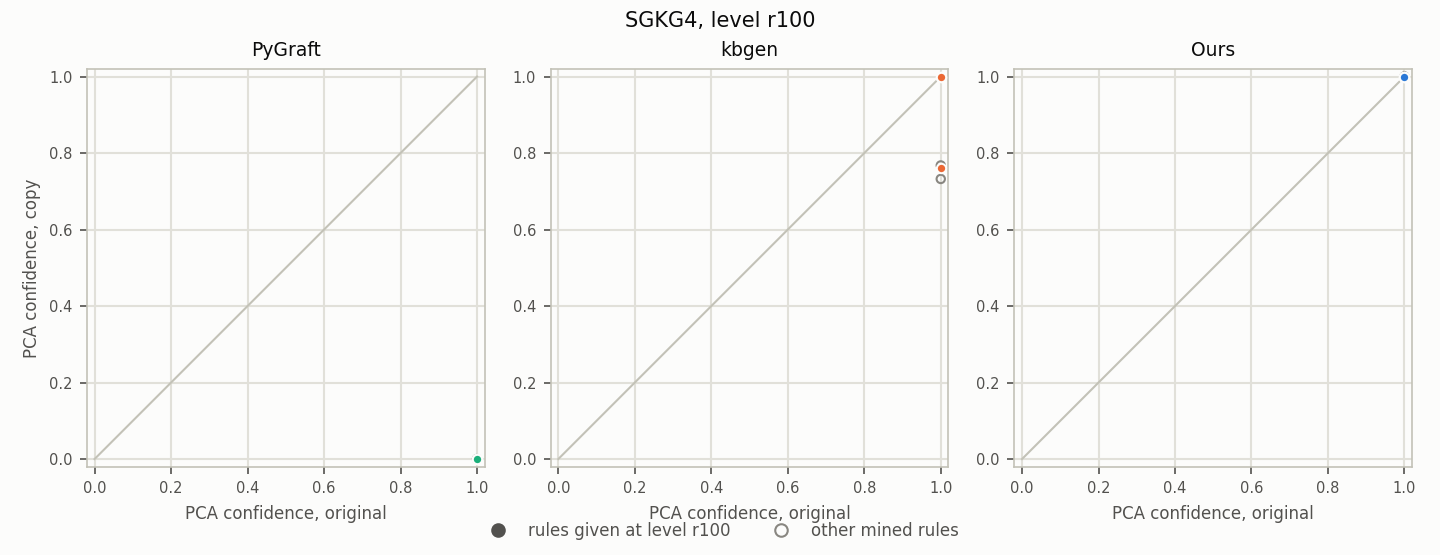 SGKG4, level r100
PyGraft
kbgen
Ours
PCA confidence, copy
1.0
0.8
0.6
0.4
0.2
0.0
0.0 0.2 0.4 0.6 0.8 1.0
PCA confidence, original
1.0
0.8
0.6
0.4
0.2
0.0
0.0 0.2 0.4 0.6 0.8 1.0
PCA confidence, original
1.0
0.8
0.6
0.4
0.2
0.0
0.0 0.2 0.4 0.6 0.8 1.0
PCA confidence, original
rules given at level r100
other mined rules